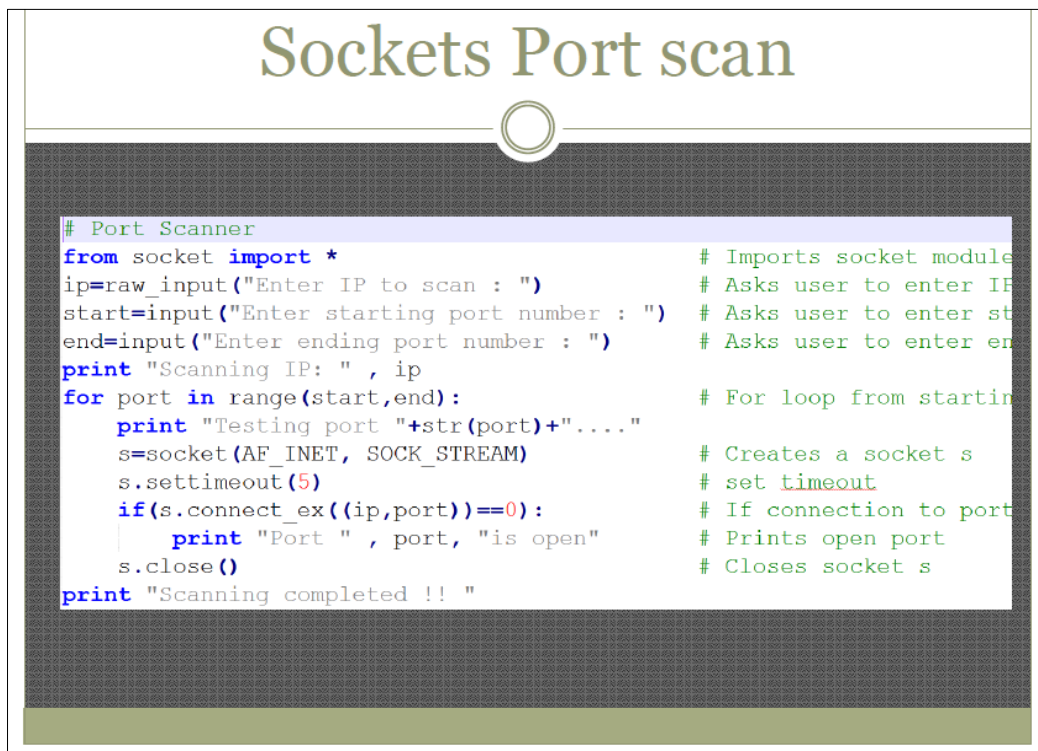 Sockets Port scan
# Port Scanner
from socket import * # Imports socket module
ip=raw_input("Enter IP to scan : ") # Asks user to enter IP
start=input("Enter starting port number : ") # Asks user to enter st
end=input("Enter ending port number : ") # Asks user to enter en
print "Scanning IP: " , ip
for port in range(start,end): # For loop from startin
    print "Testing port "+str(port)+"...."
    s=socket(AF_INET, SOCK_STREAM) # Creates a socket s
    s.settimeout(5) # set timeout
    if(s.connect_ex((ip,port))==0): # If connection to port
        print "Port " , port, "is open" # Prints open port
    s.close() # Closes socket s
print "Scanning completed !! "